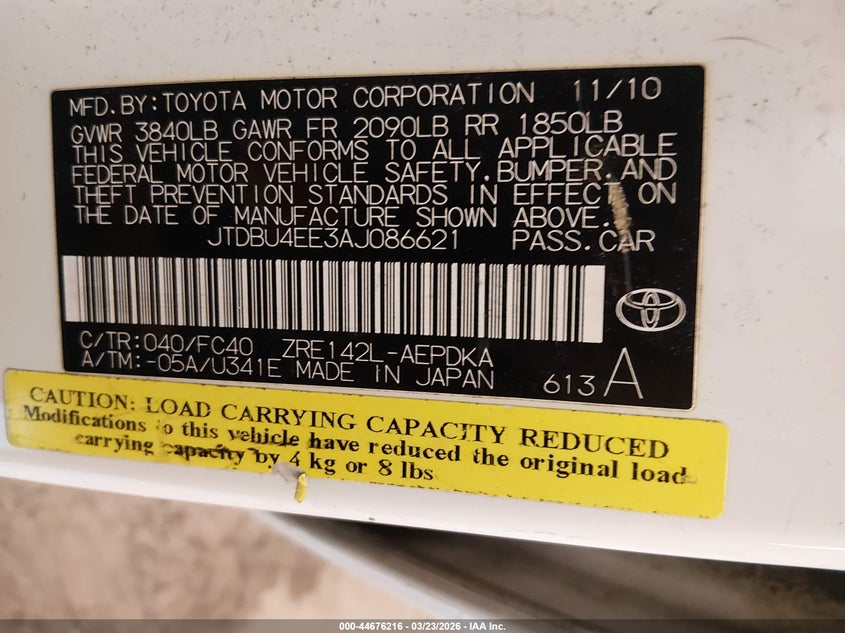 MFD.BY:TOYOTA MOTOR CORPORATION 11/10
GVWR 3840LB GAWR FR 2090LB RR 1850LB
THIS VEHICLE CONFORMS TO ALL APPLICABLE
FEDERAL MOTOR VEHICLE SAFETY,BUMPER,AND
THEFT PREVENTION STANDARDS IN EFFECT ON
THE DATE OF MANUFACTURE SHOWN ABOVE.
JTDBU4EE3AJ086621 PASS.CAR
C/TR:040/FC40 ZRE142L-AEPDKA
A/TM:-05A/U341E MADE IN JAPAN 613 A
CAUTION: LOAD CARRYING CAPACITY REDUCED
Modifications to this vehicle have reduced the original load
carrying capacity by 4 kg or 8 lbs
000-44676216 - 03/23/2026 - IAA Inc.